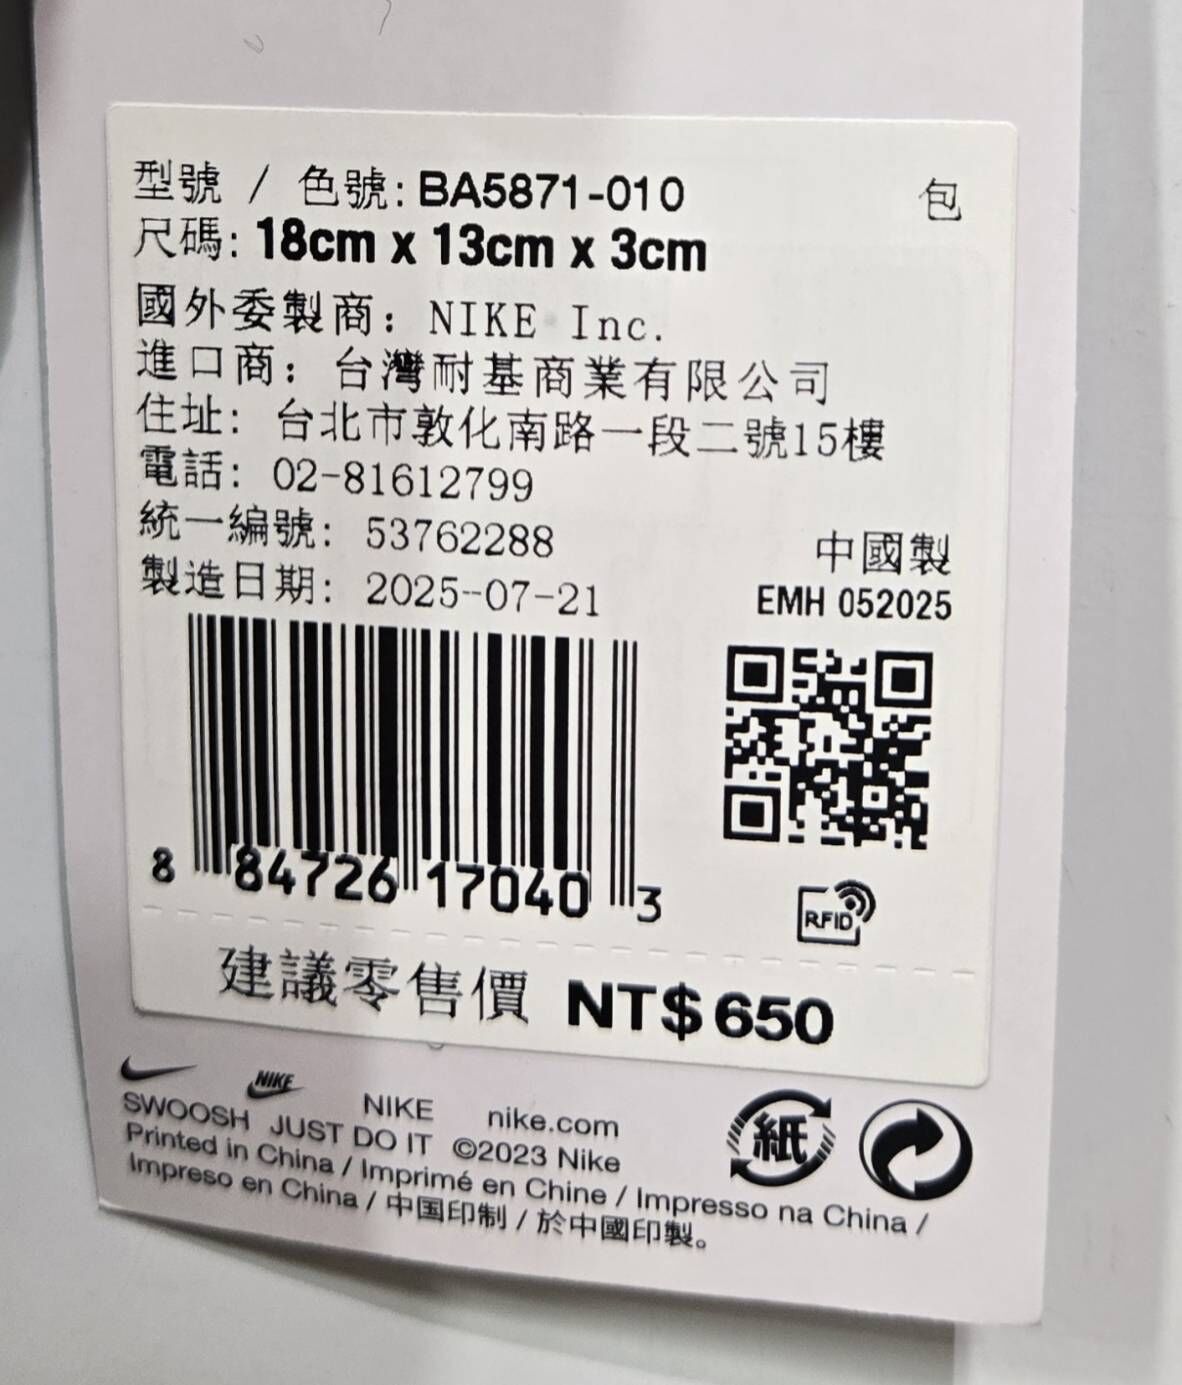 型號 / 色號: BA5871-010
包
尺碼: 18cm x 13cm x 3cm
國外委製商: NIKE Inc.
進口商: 台灣耐基商業有限公司
住址: 台北市敦化南路一段二號15樓
電話: 02-81612799
統一編號: 53762288
中國製
製造日期: 2025-07-21
EMH 052025
8 84726 17040 3
RFID
建議零售價 NT$650
NIKE
NIKE nike.com
紙
SWOOSH JUST DO IT ©2023 Nike
Printed in China / Imprimé en Chine / Impresso na China /
Impreso en China / 中国印制 / 於中國印製。